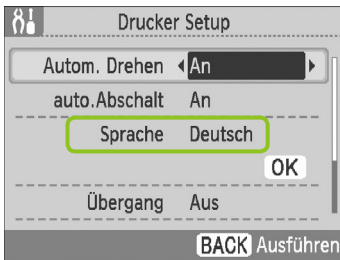 Drucker Setup
Autom. Drehen An
auto.Abschalt An
Sprache Deutsch
OK
Übergang Aus
BACK Ausführen